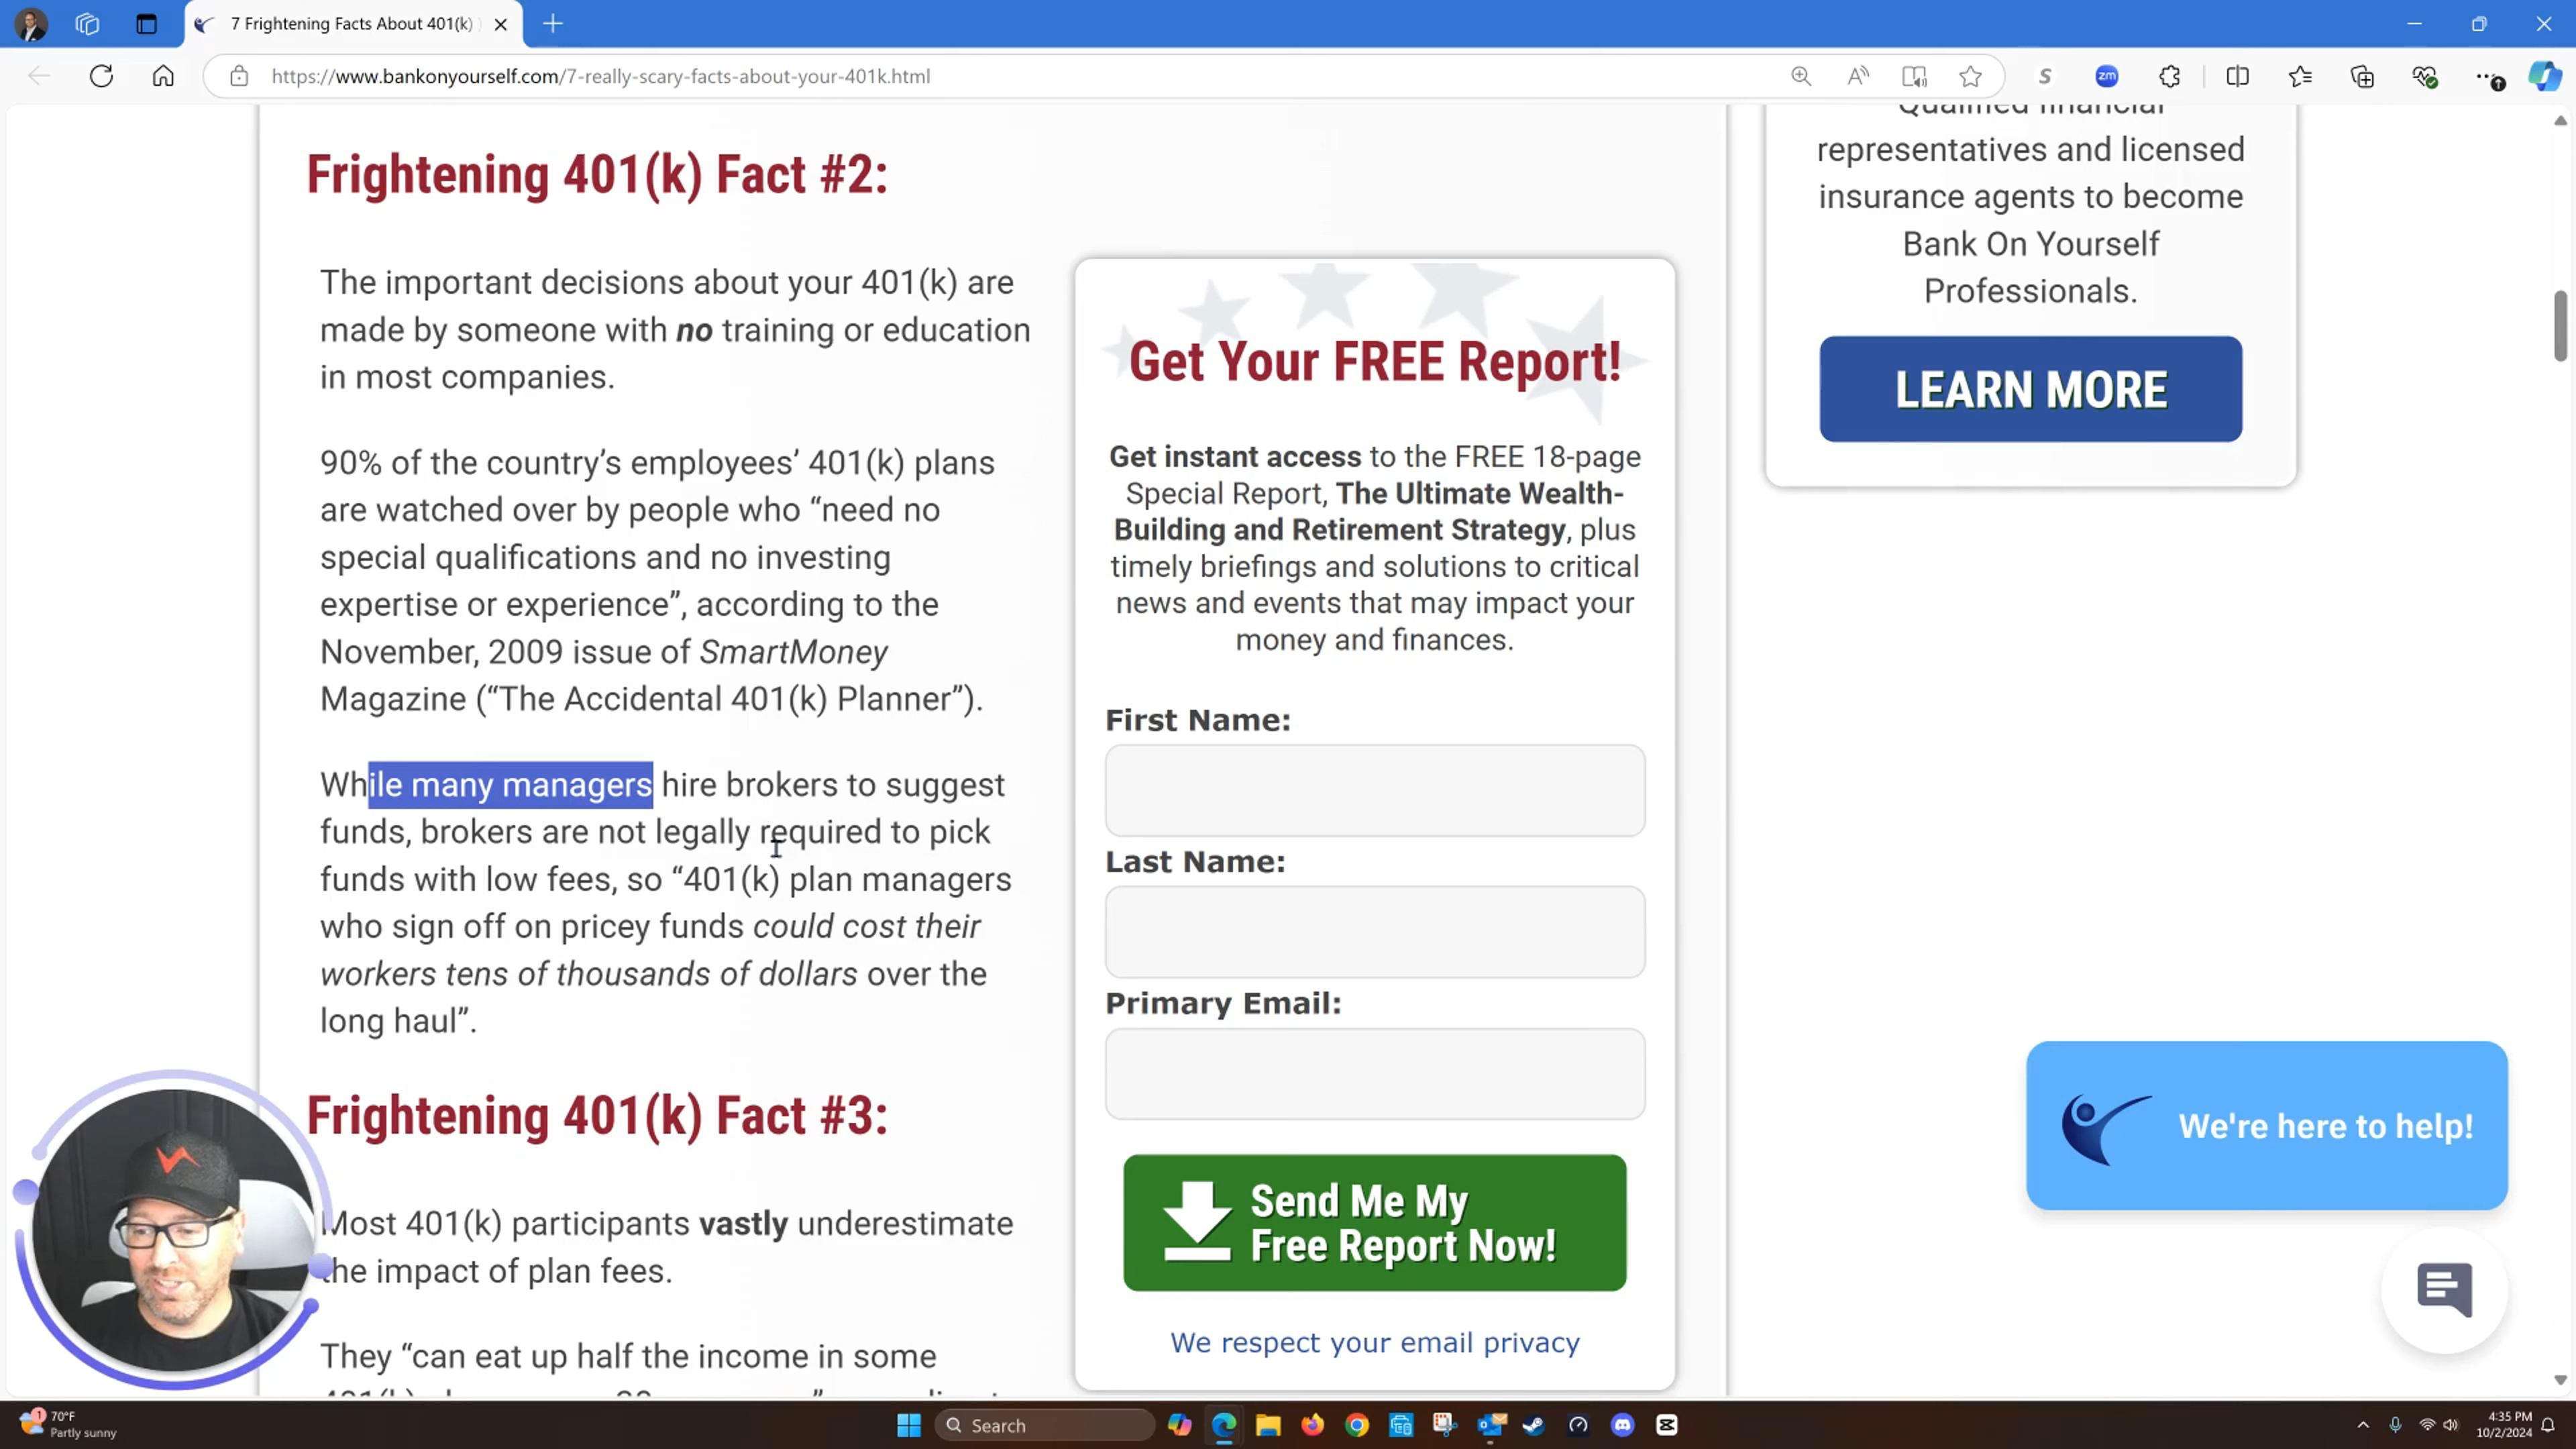 7 Frightening Facts About 401(k)
https://www.bankonyourself.com/7-really-scary-facts-about-your-401k.html
zm
Frightening 401(k) Fact #2:
The important decisions about your 401(k) are
made by someone with no training or education
in most companies.
90% of the country’s employees’ 401(k) plans
are watched over by people who “need no
special qualifications and no investing
expertise or experience”, according to the
November, 2009 issue of SmartMoney
Magazine (“The Accidental 401(k) Planner”).
While many managers hire brokers to suggest
funds, brokers are not legally required to pick
funds with low fees, so “401(k) plan managers
who sign off on pricey funds could cost their
workers tens of thousands of dollars over the
long haul”.
Frightening 401(k) Fact #3:
Most 401(k) participants vastly underestimate
the impact of plan fees.
They “can eat up half the income in some
Get Your FREE Report!
Get instant access to the FREE 18-page
Special Report, The Ultimate Wealth-
Building and Retirement Strategy, plus
timely briefings and solutions to critical
news and events that may impact your
money and finances.
First Name:
Last Name:
Primary Email:
Send Me My
Free Report Now!
We respect your email privacy
Qualified financial
representatives and licensed
insurance agents to become
Bank On Yourself
Professionals.
LEARN MORE
We're here to help!
1
70°F
Partly sunny
Search
4:35 PM
10/2/2024